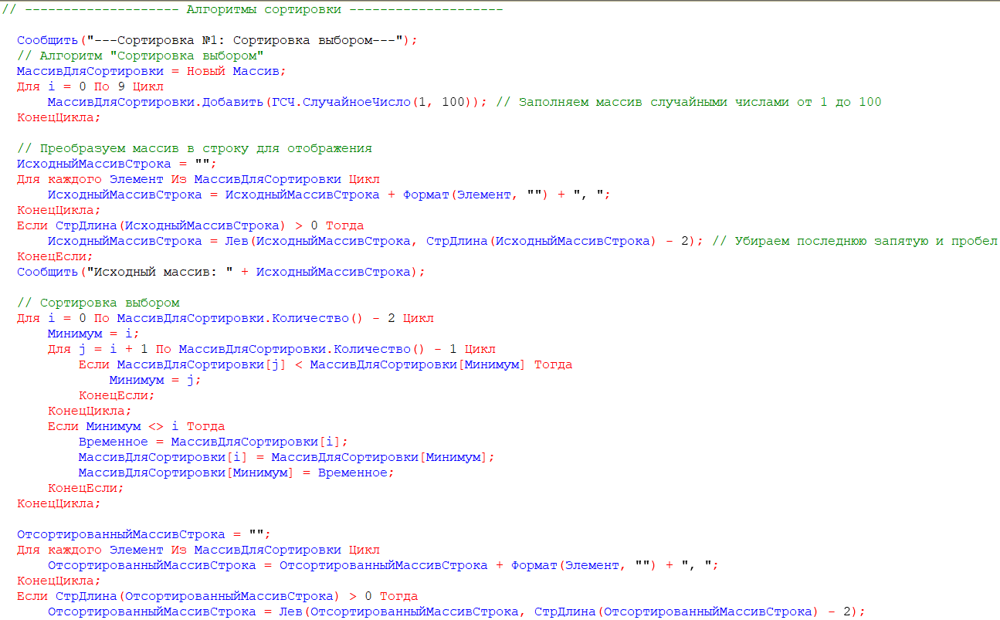 // -------------------- Алгоритмы сортировки --------------------
Сообщить("---Сортировка №1: Сортировка выбором---");
// Алгоритм "Сортировка выбором"
МассивДляСортировки = Новый Массив;
Для i = 0 По 9 Цикл
МассивДляСортировки.Добавить(ГСЧ.СлучайноеЧисло(1, 100)); // Заполняем массив случайными числами от 1 до 100
КонецЦикла;
// Преобразуем массив в строку для отображения
ИсходныйМассивСтрока = "";
Для каждого Элемент Из МассивДляСортировки Цикл
ИсходныйМассивСтрока = ИсходныйМассивСтрока + Формат(Элемент, "") + ", ";
КонецЦикла;
Если СтрДлина(ИсходныйМассивСтрока) > 0 Тогда
ИсходныйМассивСтрока = Лев(ИсходныйМассивСтрока, СтрДлина(ИсходныйМассивСтрока) - 2); // Убираем последнюю запятую и пробел
КонецЕсли;
Сообщить("Исходный массив: " + ИсходныйМассивСтрока);
// Сортировка выбором
Для i = 0 По МассивДляСортировки.Количество() - 2 Цикл
Минимум = i;
Для j = i + 1 По МассивДляСортировки.Количество() - 1 Цикл
Если МассивДляСортировки[j] < МассивДляСортировки[Минимум] Тогда
Минимум = j;
КонецЕсли;
КонецЦикла;
Если Минимум <> i Тогда
Временное = МассивДляСортировки[i];
МассивДляСортировки[i] = МассивДляСортировки[Минимум];
МассивДляСортировки[Минимум] = Временное;
КонецЕсли;
КонецЦикла;
ОтсортированныйМассивСтрока = "";
Для каждого Элемент Из МассивДляСортировки Цикл
ОтсортированныйМассивСтрока = ОтсортированныйМассивСтрока + Формат(Элемент, "") + ", ";
КонецЦикла;
Если СтрДлина(ОтсортированныйМассивСтрока) > 0 Тогда
ОтсортированныйМассивСтрока = Лев(ОтсортированныйМассивСтрока, СтрДлина(ОтсортированныйМассивСтрока) - 2);